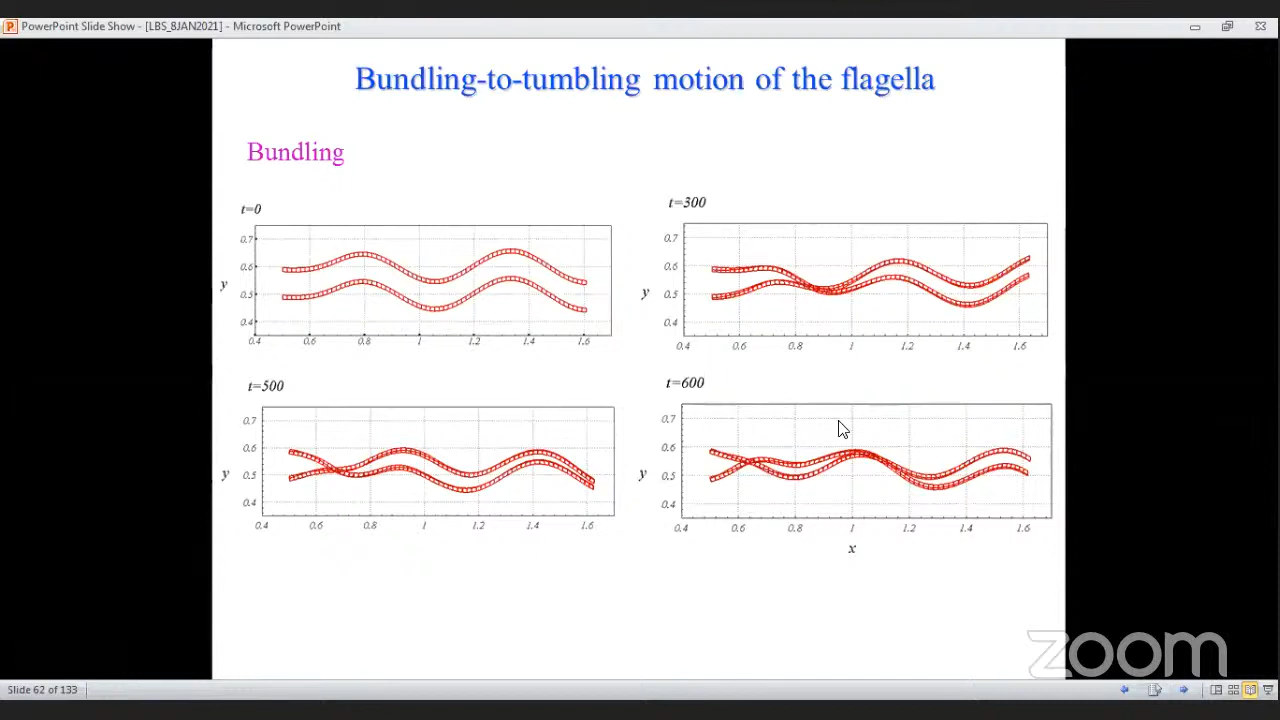 PowerPoint Slide Show - [LBS_8JAN2021] - Microsoft PowerPoint
Bundling-to-tumbling motion of the flagella
Bundling
t=0
0.7
0.6
0.5
0.4
y
0.4 0.6 0.8 1 1.2 1.4 1.6
t=300
0.7
0.6
0.5
0.4
y
0.4 0.6 0.8 1 1.2 1.4 1.6
t=500
0.7
0.6
0.5
0.4
y
0.4 0.6 0.8 1 1.2 1.4 1.6
t=600
0.7
0.6
0.5
0.4
y
0.4 0.6 0.8 1 1.2 1.4 1.6
x
zoom
Slide 62 of 133